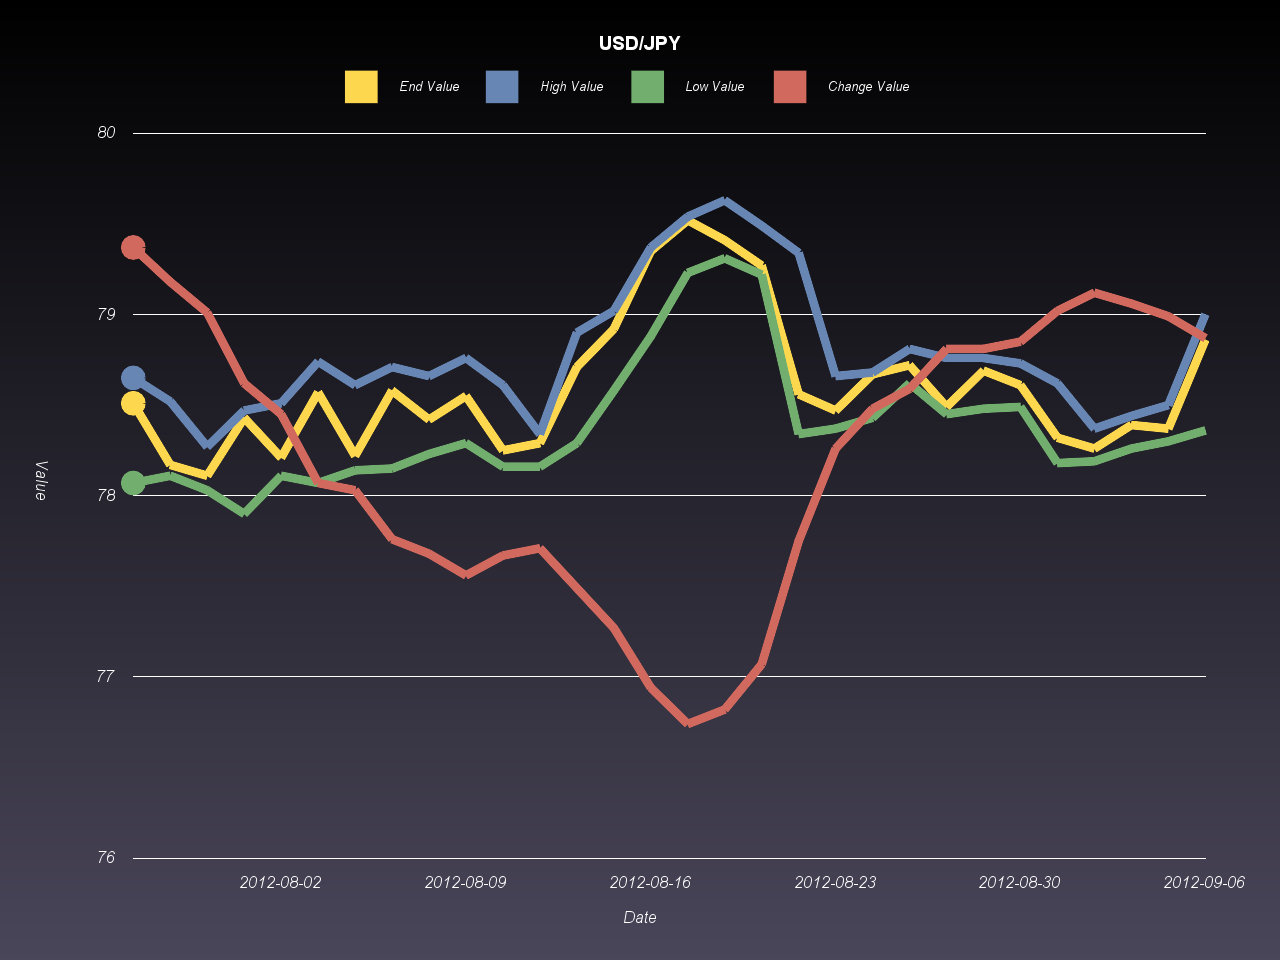 USD/JPY
End Value High Value Low Value Change Value
80
79
78
77
76
Value
2012-08-02 2012-08-09 2012-08-16 2012-08-23 2012-08-30 2012-09-06
Date